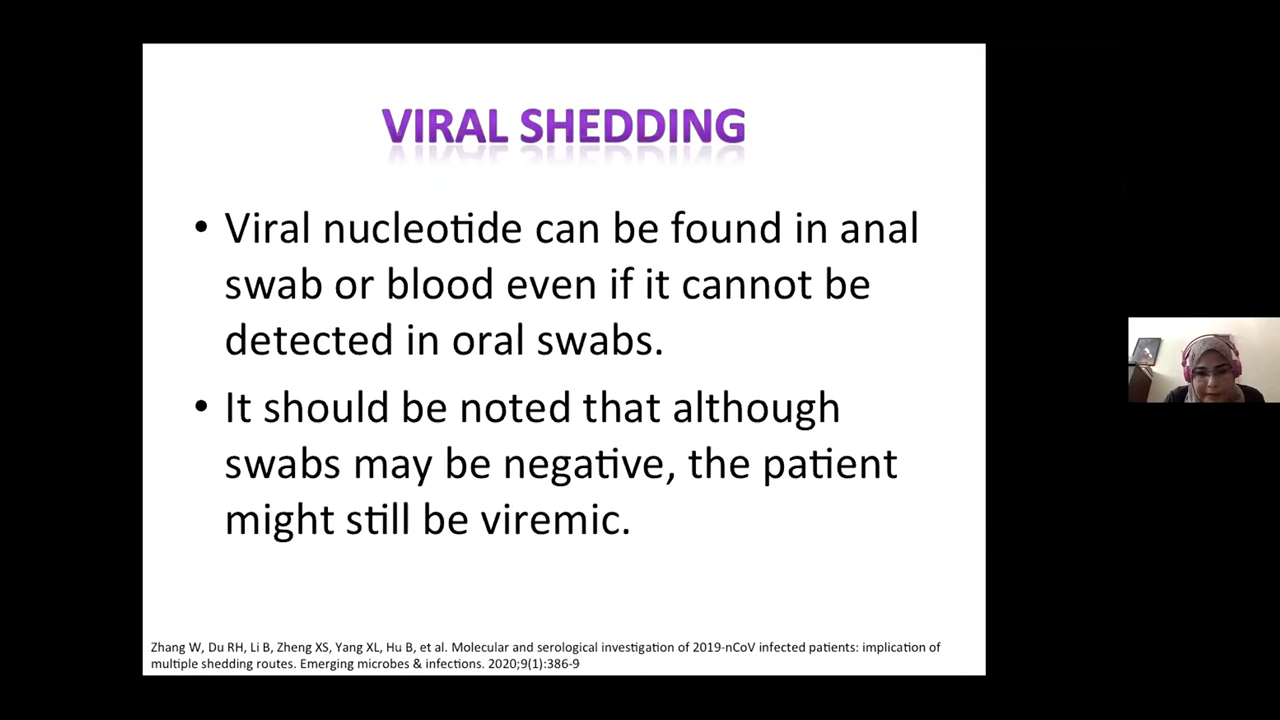 VIRAL SHEDDING
• Viral nucleotide can be found in anal
swab or blood even if it cannot be
detected in oral swabs.
• It should be noted that although
swabs may be negative, the patient
might still be viremic.
Zhang W, Du RH, Li B, Zheng XS, Yang XL, Hu B, et al. Molecular and serological investigation of 2019-nCoV infected patients: implication of
multiple shedding routes. Emerging microbes & infections. 2020;9(1):386-9